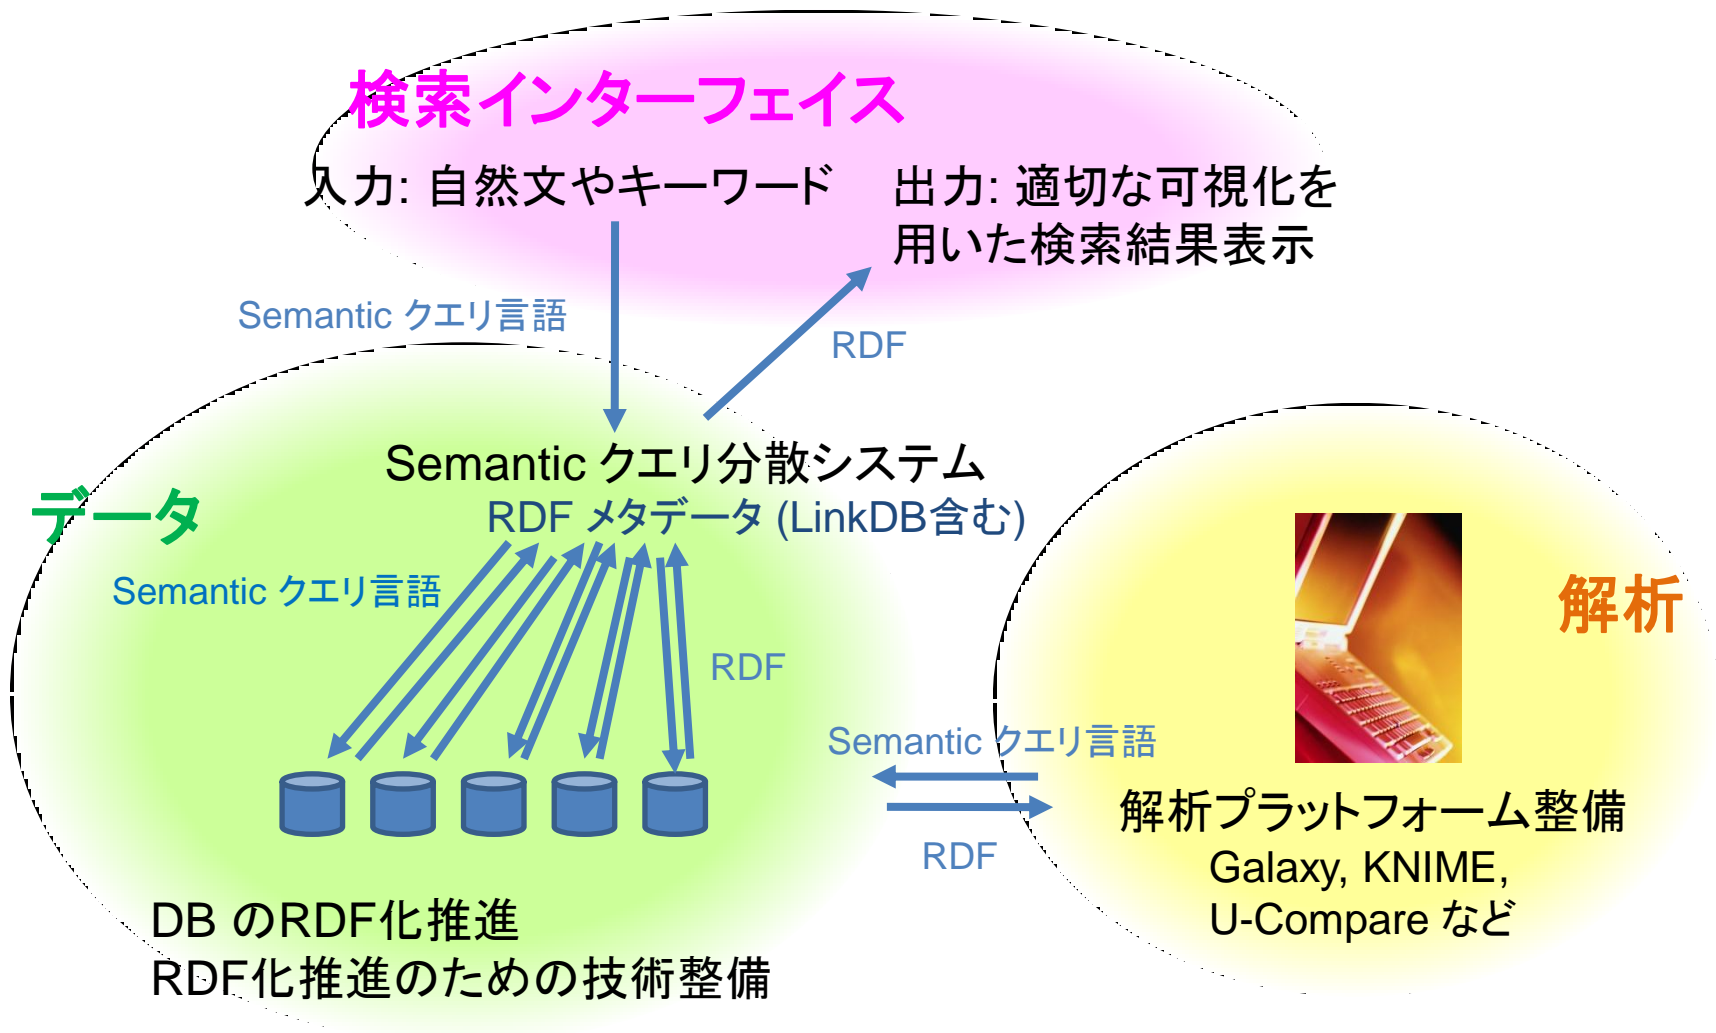 検索インターフェイス
入力: 自然文やキーワード
出力: 適切な可視化を
用いた検索結果表示
Semantic クエリ言語
RDF
Semantic クエリ分散システム
RDF メタデータ (LinkDB含む)
データ
Semantic クエリ言語
RDF
DB のRDF化推進
RDF化推進のための技術整備
Semantic クエリ言語
RDF
解析
解析プラットフォーム整備
Galaxy, KNIME,
U-Compare など